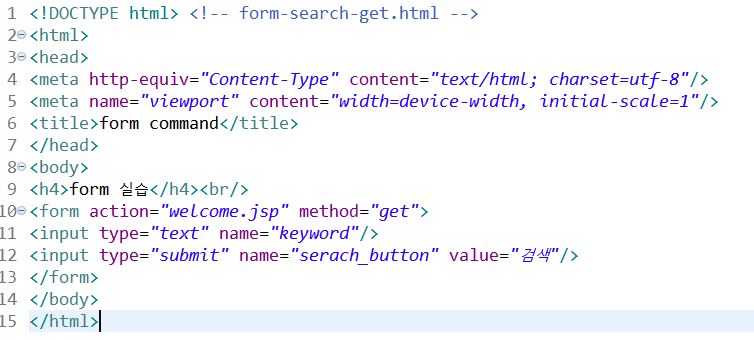 1 <!DOCTYPE html> <!-- form-search-get.html -->
2 <html>
3 <head>
4 <meta http-equiv="Content-Type" content="text/html; charset=utf-8"/>
5 <meta name="viewport" content="width=device-width, initial-scale=1"/>
6 <title>form command</title>
7 </head>
8 <body>
9 <h4>form 실습</h4><br/>
10 <form action="welcome.jsp" method="get">
11 <input type="text" name="keyword"/>
12 <input type="submit" name="serach_button" value="검색"/>
13 </form>
14 </body>
15 </html>